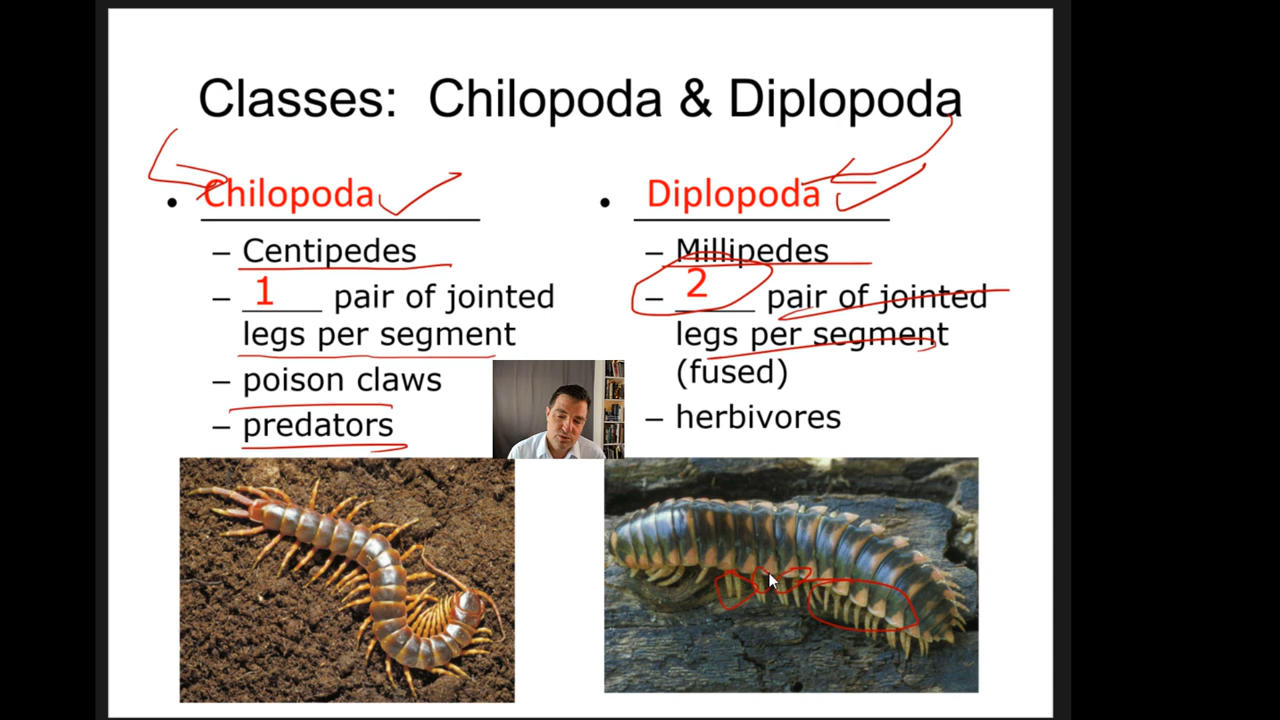 Classes: Chilopoda & Diplopoda
• Chilopoda
– Centipedes
– 1 pair of jointed
legs per segment
– poison claws
– predators
• Diplopoda
– Millipedes
– 2 pair of jointed
legs per segment
(fused)
– herbivores